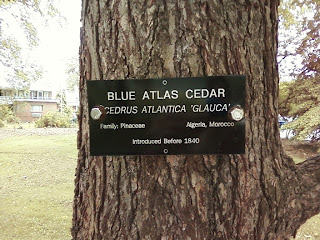 BLUE ATLAS CEDAR
CEDRUS ATLANTICA 'GLAUCA'
Family: Pinaceae Algeria, Morocco
Introduced Before 1840